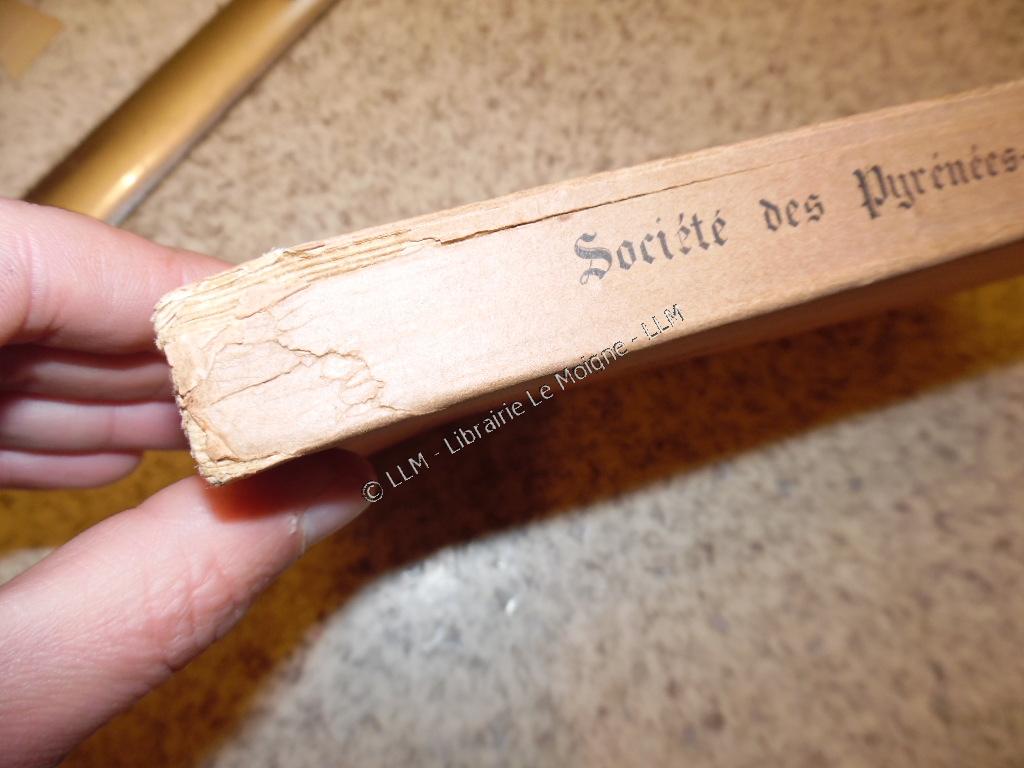 Société des Pyrénées-
© LLM - Librairie Le Moigne - LLM